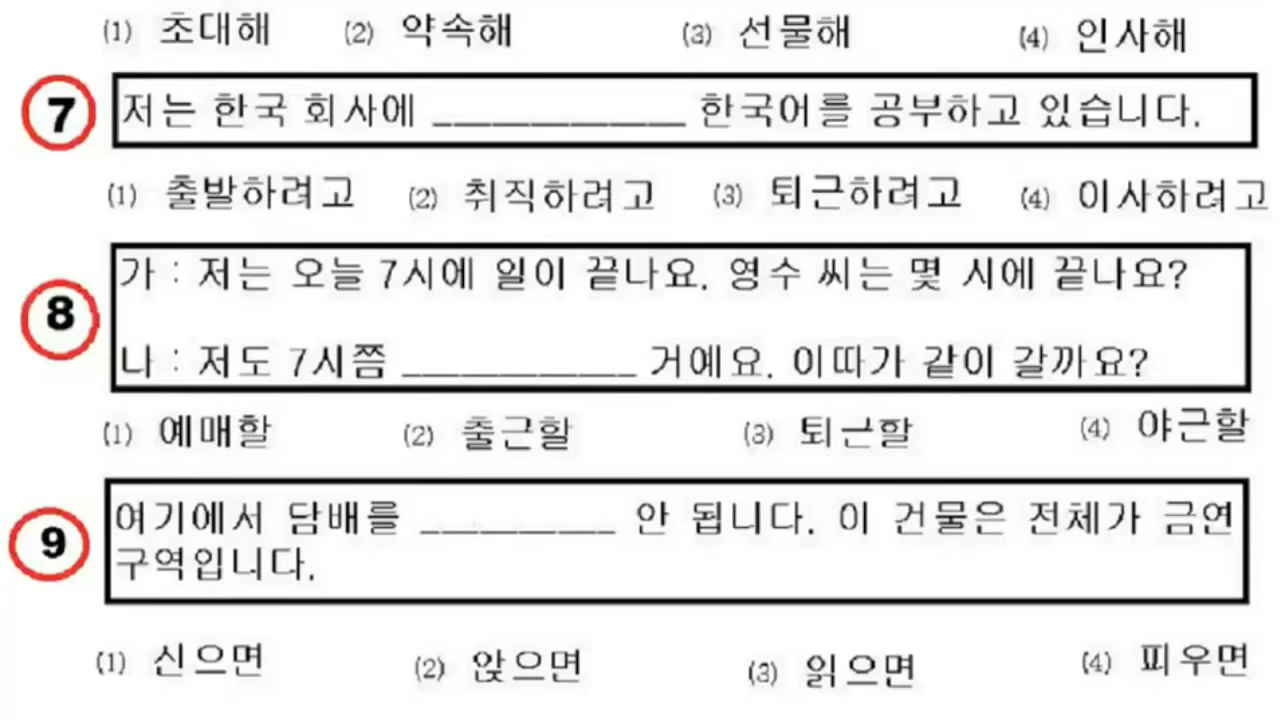 (1) 초대해 (2) 약속해 (3) 선물해 (4) 인사해
7 저는 한국 회사에 ____________ 한국어를 공부하고 있습니다.
(1) 출발하려고 (2) 취직하려고 (3) 퇴근하려고 (4) 이사하려고
8 가 : 저는 오늘 7시에 일이 끝나요. 영수 씨는 몇 시에 끝나요?
나 : 저도 7시쯤 ____________ 거예요. 이따가 같이 갈까요?
(1) 예매할 (2) 출근할 (3) 퇴근할 (4) 야근할
9 여기에서 담배를 __________ 안 됩니다. 이 건물은 전체가 금연
구역입니다.
(1) 신으면 (2) 앉으면 (3) 읽으면 (4) 피우면